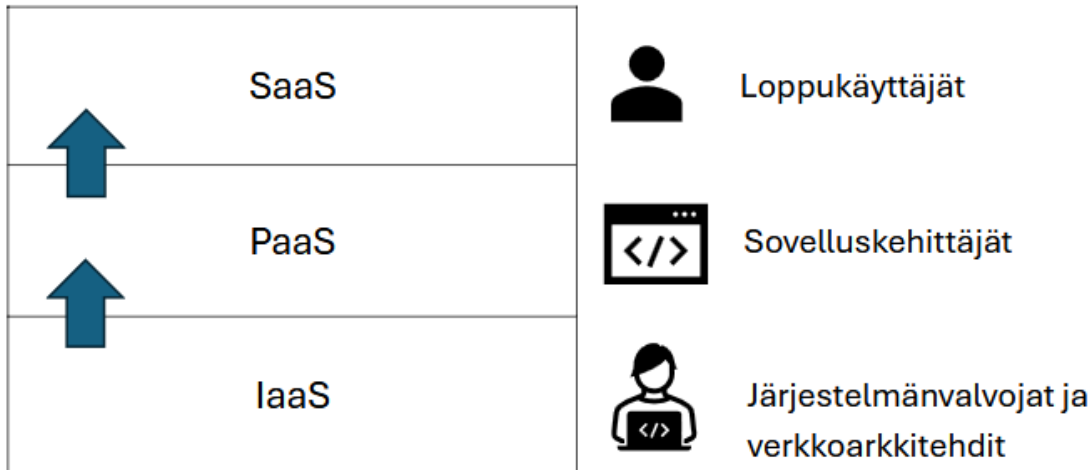 SaaS
Loppukäyttäjät
PaaS
</>
Sovelluskehittäjät
IaaS
</>
Järjestelmänvalvojat ja
verkkoarkkitehdit